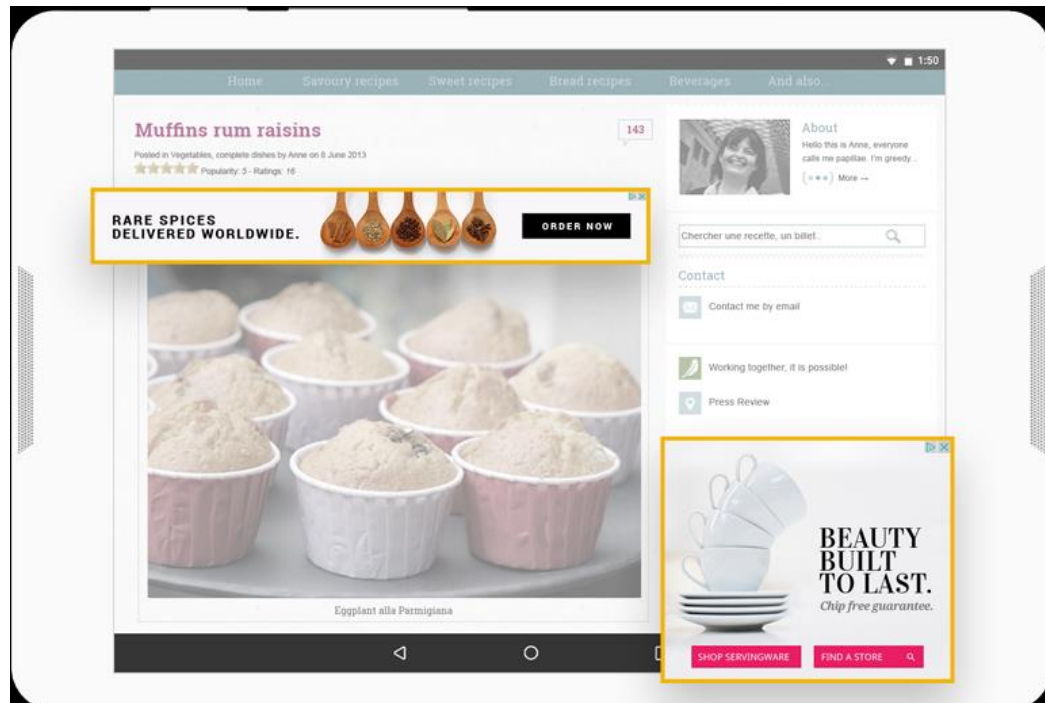 1:50
Home Savoury recipes Sweet recipes Bread recipes Beverages And also...
Muffins rum raisins
143
Posted in Vegetables, complete dishes by Anne on 8 June 2013
Popularity: 3 - Ratings: 16
RARE SPICES
DELIVERED WORLDWIDE.
ORDER NOW
Eggplant alla Parmigiana
About
Hello this is Anne, everyone
calls me papillae. I'm greedy...
More →
Chercher une recette, un billet..
Contact
Contact me by email
Working together, it is possible!
Press Review
BEAUTY
BUILT
TO LAST.
Chip free guarantee.
SHOP SERVINGWARE
FIND A STORE